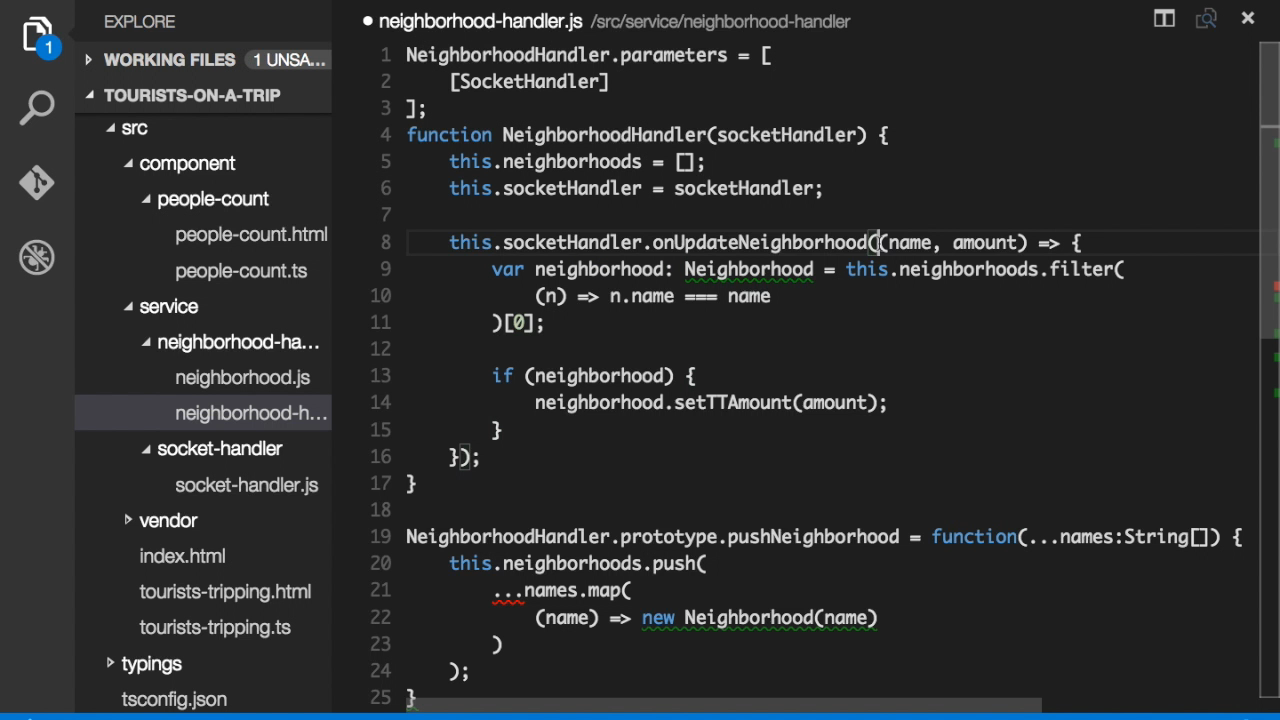 1
EXPLORE
WORKING FILES 1 UNSA...
TOURISTS-ON-A-TRIP
src
component
people-count
people-count.html
people-count.ts
service
neighborhood-ha...
neighborhood.js
neighborhood-h...
socket-handler
socket-handler.js
vendor
index.html
tourists-tripping.html
tourists-tripping.ts
typings
tsconfig.json
● neighborhood-handler.js /src/service/neighborhood-handler
1 NeighborhoodHandler.parameters = [
2     [SocketHandler]
3 ];
4 function NeighborhoodHandler(socketHandler) {
5     this.neighborhoods = [];
6     this.socketHandler = socketHandler;
7
8     this.socketHandler.onUpdateNeighborhood((name, amount) => {
9         var neighborhood: Neighborhood = this.neighborhoods.filter(
10             (n) => n.name === name
11         )[0];
12
13         if (neighborhood) {
14             neighborhood.setTTAmount(amount);
15         }
16     });
17 }
18
19 NeighborhoodHandler.prototype.pushNeighborhood = function(...names:String[]) {
20     this.neighborhoods.push(
21         ...names.map(
22             (name) => new Neighborhood(name)
23         )
24     );
25 }